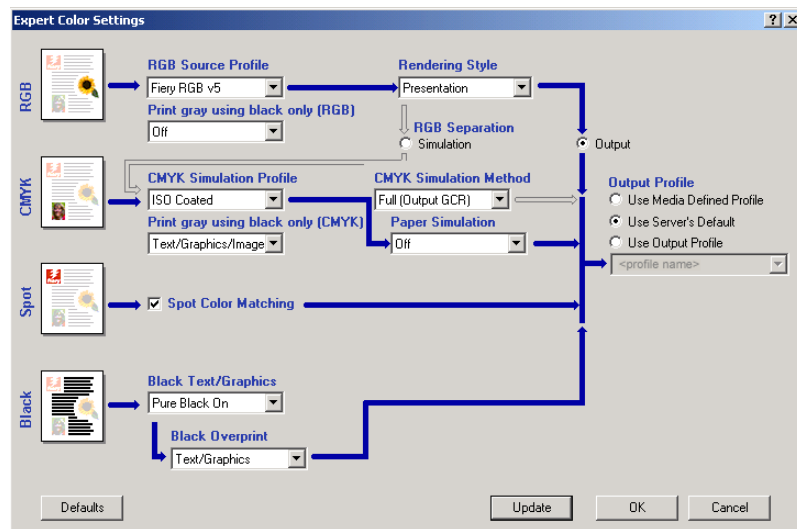 Expert Color Settings
RGB
RGB Source Profile
Fiery RGB v5
Print gray using black only (RGB)
Off
Rendering Style
Presentation
RGB Separation
Simulation
Output
CMYK
CMYK Simulation Profile
ISO Coated
Print gray using black only (CMYK)
Text/Graphics/Image
CMYK Simulation Method
Full (Output GCR)
Paper Simulation
Off
Output Profile
Use Media Defined Profile
Use Server's Default
Use Output Profile
<profile name>
Spot
Spot Color Matching
Black
Black Text/Graphics
Pure Black On
Black Overprint
Text/Graphics
Defaults
Update
OK
Cancel